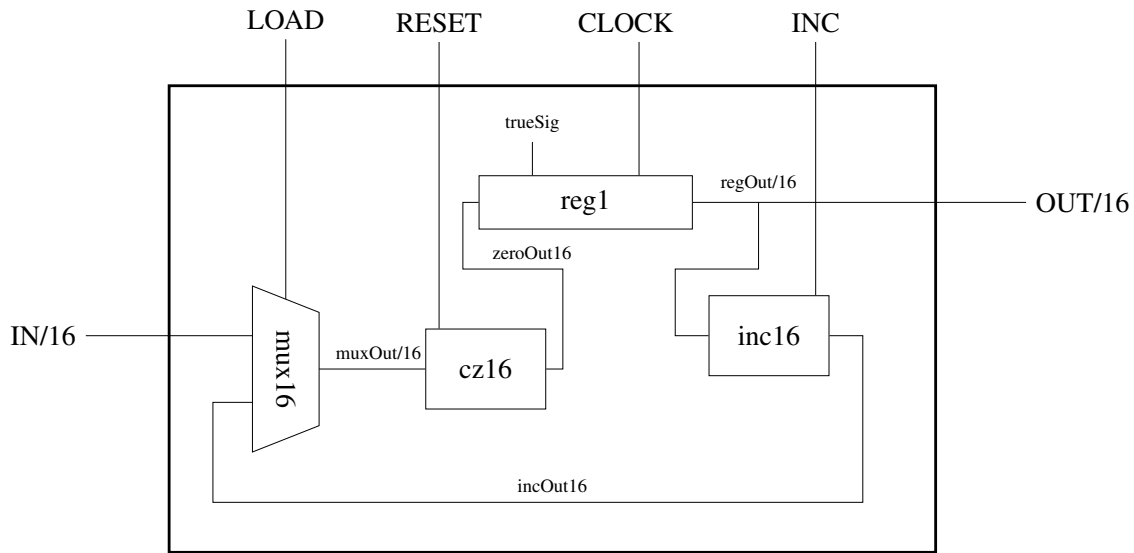 LOAD RESET CLOCK INC
trueSig
regOut/16
reg1
OUT/16
zeroOut16
IN/16
mux16
muxOut/16
cz16
inc16
incOut16